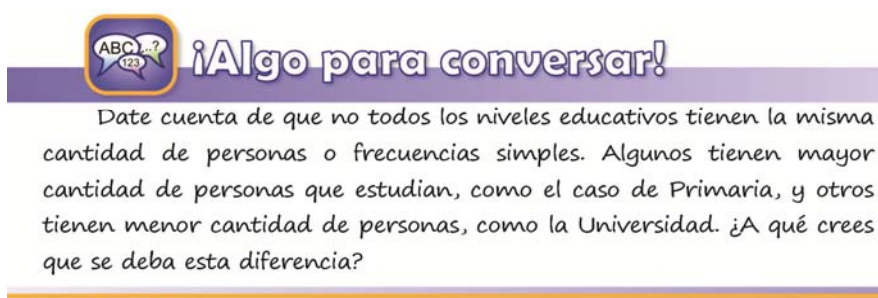 ABC ...?
123
¡Algo para conversar!
Date cuenta de que no todos los niveles educativos tienen la misma
cantidad de personas o frecuencias simples. Algunos tienen mayor
cantidad de personas que estudian, como el caso de Primaria, y otros
tienen menor cantidad de personas, como la Universidad. ¿A qué crees
que se deba esta diferencia?